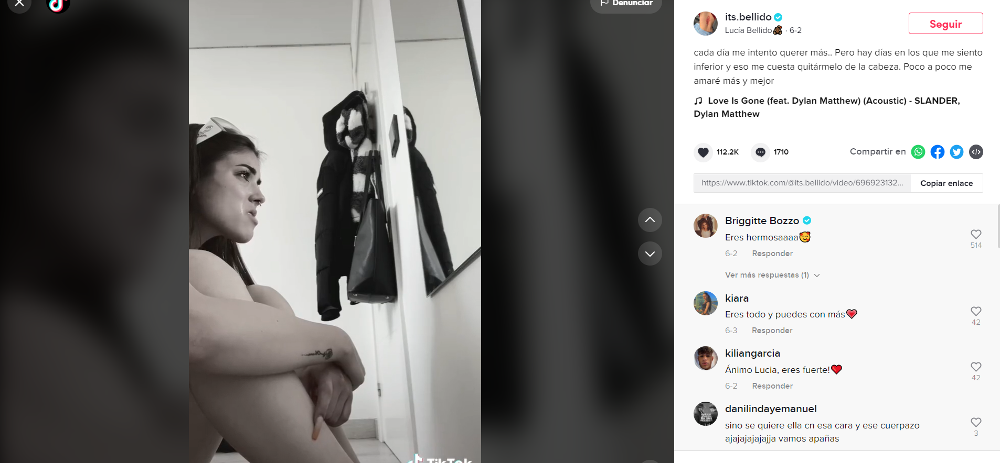 Denunciar
its.bellido
Lucía Bellido · 6-2
Seguir
cada día me intento querer más.. Pero hay días en los que me siento
inferior y eso me cuesta quitármelo de la cabeza. Poco a poco me
amaré más y mejor
Love Is Gone (feat. Dylan Matthew) (Acoustic) - SLANDER,
Dylan Matthew
112.2K
1710
Compartir en
https://www.tiktok.com/@its.bellido/video/696923132...
Copiar enlace
Briggitte Bozzo
Eres hermosaaaa🥰
514
6-2 Responder
Ver más respuestas (1)
kiara
Eres todo y puedes con más💗
42
6-3 Responder
kiliangarcia
Ánimo Lucia, eres fuerte!❤️
42
6-2 Responder
danilindayemanuel
sino se quiere ella cn esa cara y ese cuerpazo
ajajajajajajja vamos apañas
3
TikTok